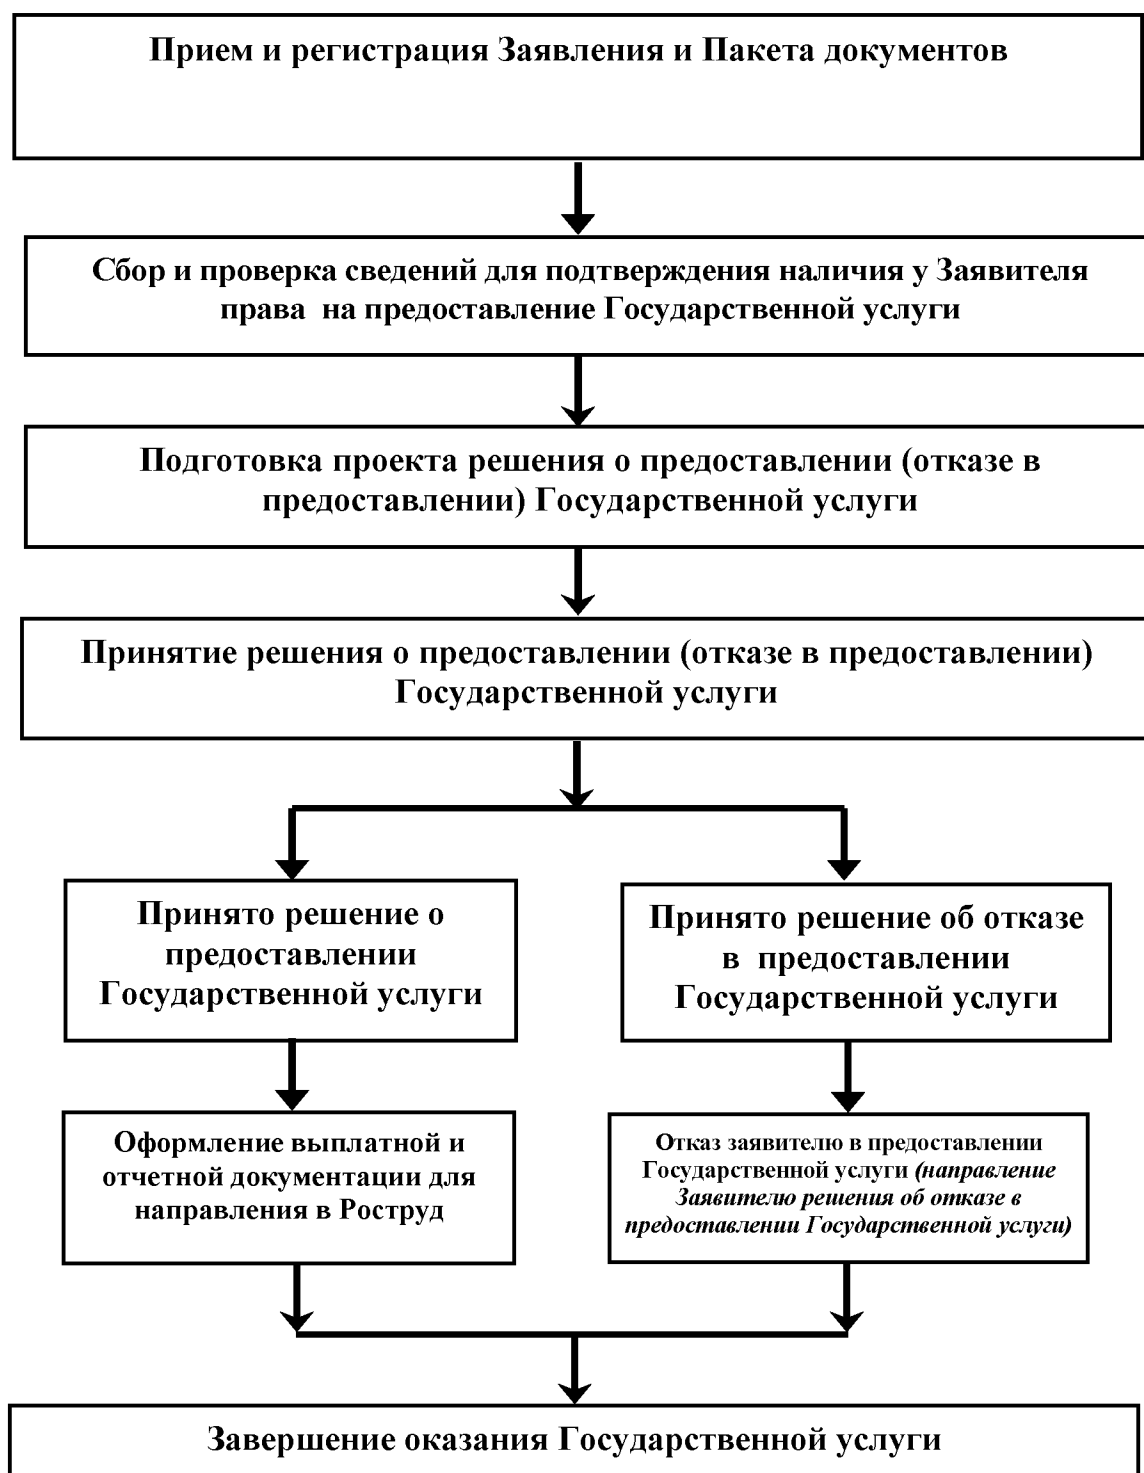 Прием и регистрация Заявления и Пакета документов
Сбор и проверка сведений для подтверждения наличия у Заявителя
права на предоставление Государственной услуги
Подготовка проекта решения о предоставлении (отказе в
предоставлении) Государственной услуги
Принятие решения о предоставлении (отказе в предоставлении)
Государственной услуги
Принято решение о
предоставлении
Государственной услуги
Принято решение об отказе
в предоставлении
Государственной услуги
Оформление выплатной и
отчетной документации для
направления в Роструд
Отказ заявителю в предоставлении
Государственной услуги (направление
Заявителю решения об отказе в
предоставлении Государственной услуги)
Завершение оказания Государственной услуги